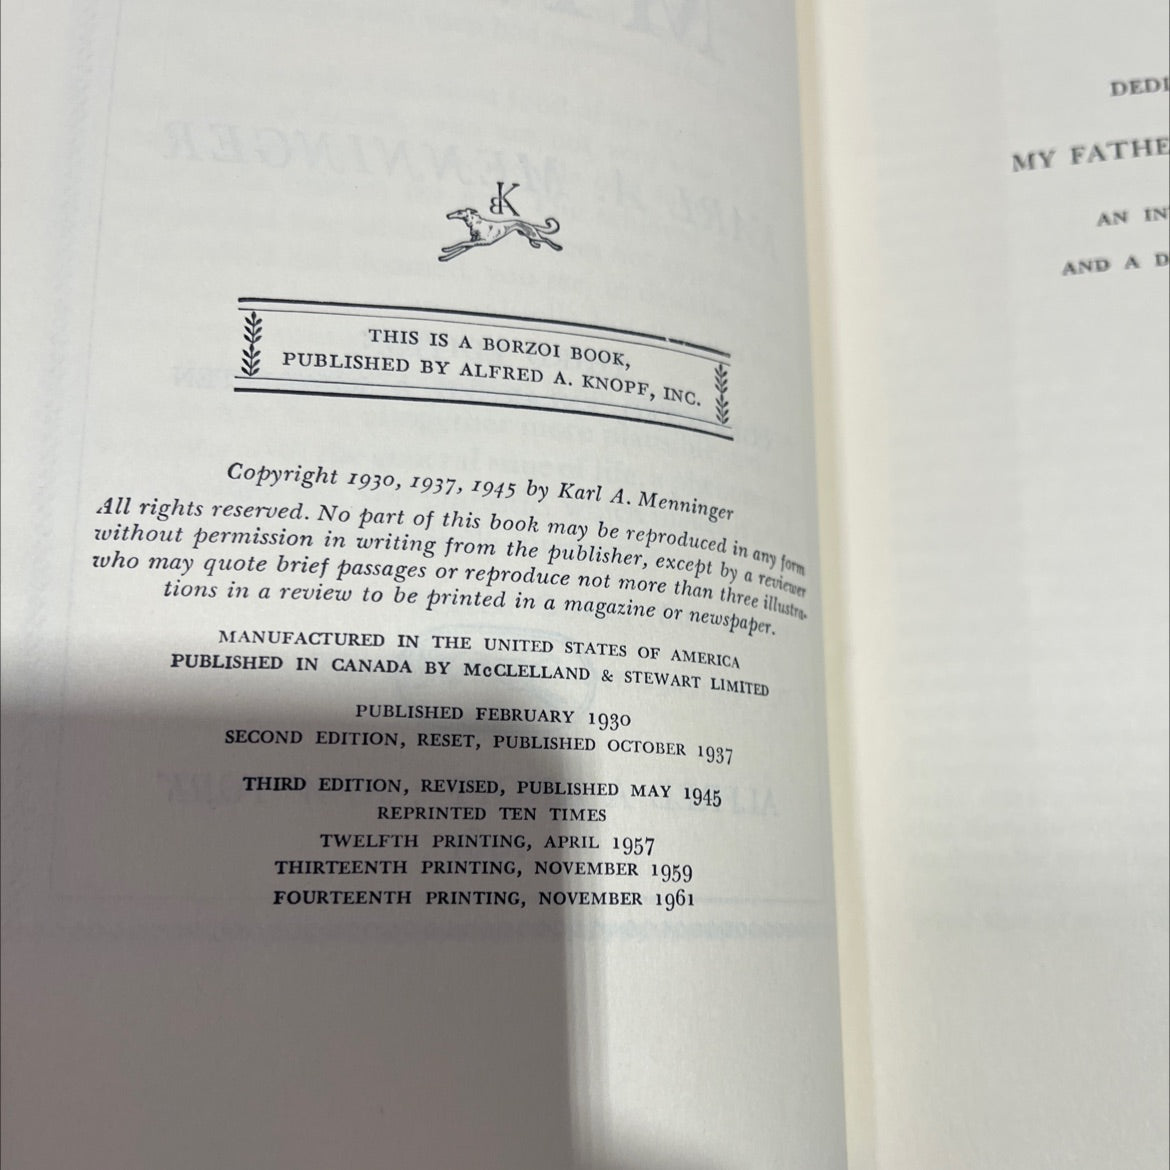 BK
THIS IS A BORZOI BOOK,
PUBLISHED BY ALFRED A. KNOPF, INC.
Copyright 1930, 1937, 1945 by Karl A. Menninger
All rights reserved. No part of this book may be reproduced in any form
without permission in writing from the publisher, except by a reviewer
who may quote brief passages or reproduce not more than three illustra-
tions in a review to be printed in a magazine or newspaper.
MANUFACTURED IN THE UNITED STATES OF AMERICA
PUBLISHED IN CANADA BY McCLELLAND & STEWART LIMITED
PUBLISHED FEBRUARY 1930
SECOND EDITION, RESET, PUBLISHED OCTOBER 1937
THIRD EDITION, REVISED, PUBLISHED MAY 1945
REPRINTED TEN TIMES
TWELFTH PRINTING, APRIL 1957
THIRTEENTH PRINTING, NOVEMBER 1959
FOURTEENTH PRINTING, NOVEMBER 1961
DEDI
MY FATHE
AN IN
AND A D